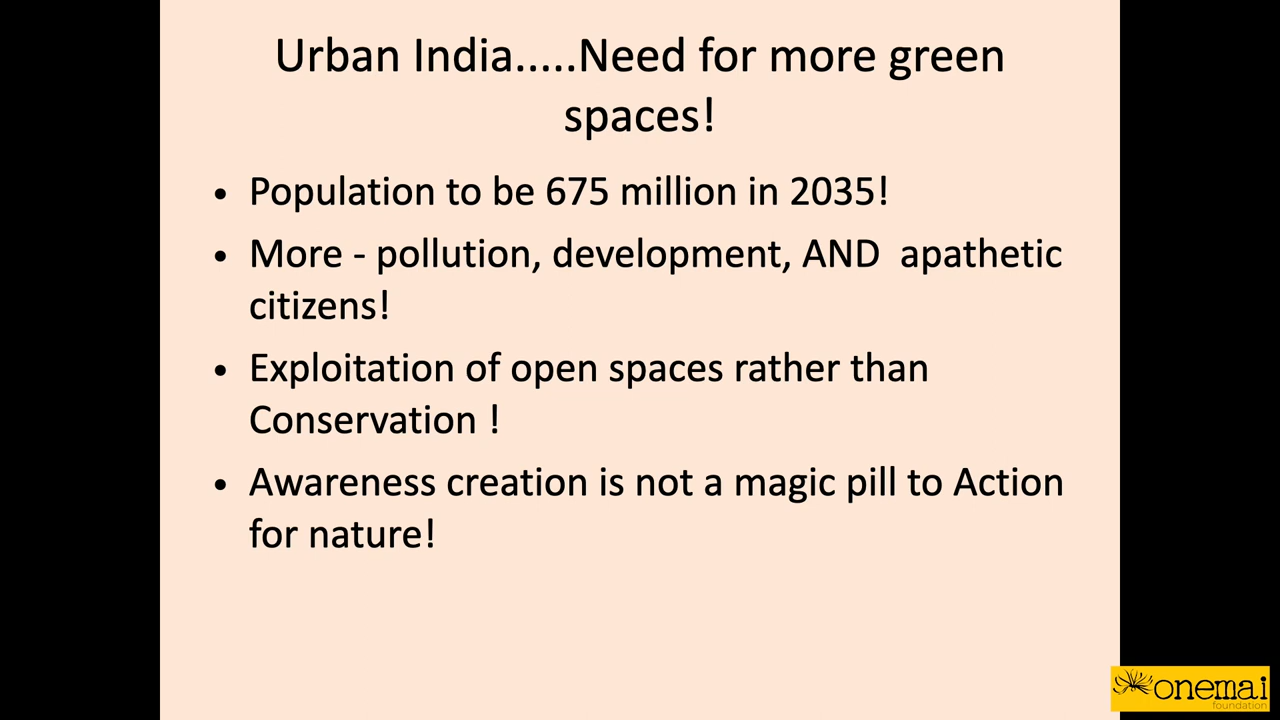 Urban India.....Need for more green
spaces!
• Population to be 675 million in 2035!
• More - pollution, development, AND  apathetic
citizens!
• Exploitation of open spaces rather than
Conservation !
• Awareness creation is not a magic pill to Action
for nature!
onemai
foundation